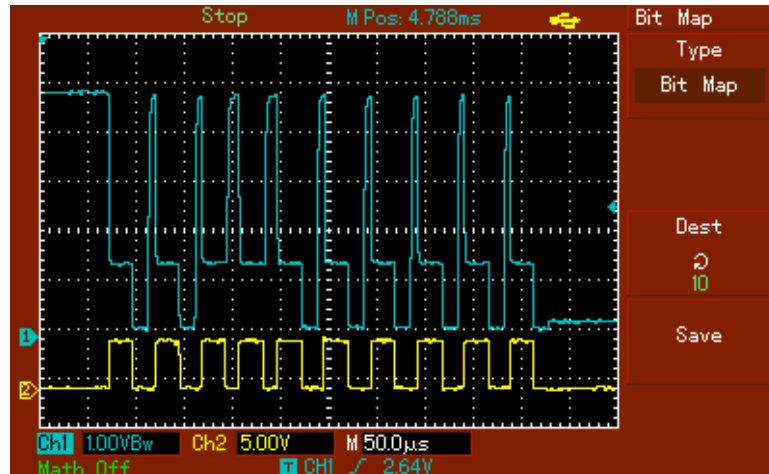 Stop M Pos: 4.788ms Bit Map
Type
Bit Map
Dest
10
Save
1
2
Ch1 1.00VBw Ch2 5.00V M 50.0µs
Math Off T CH1 2.64V